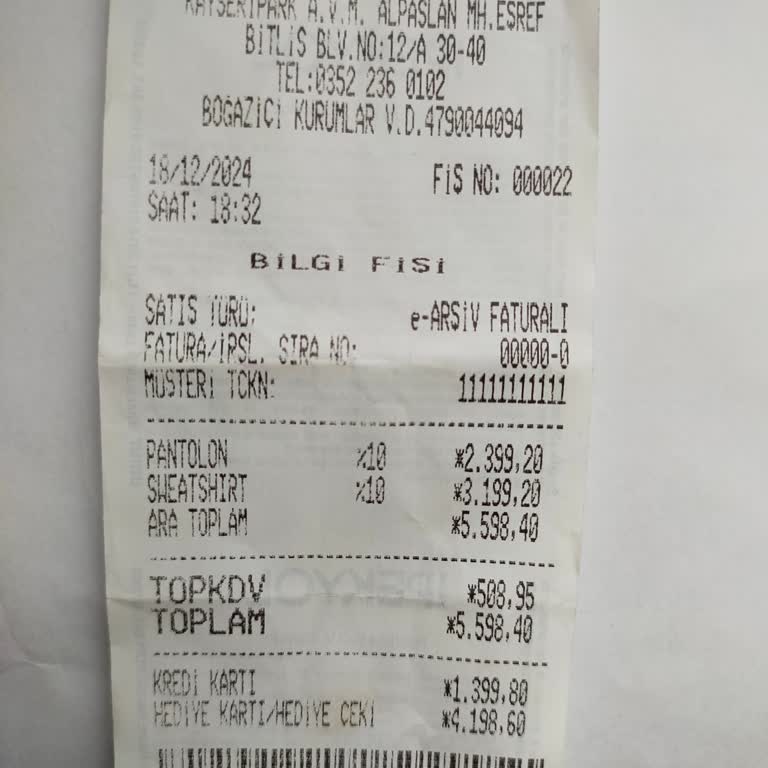 KAYSERİPARK A.V.M. ALPASLAN MH.ESREF
BİTLİS BLV.NO:12/A 30-40
TEL:0352 236 0102
BOĞAZİÇİ KURUMLAR V.D.4790044094
18/12/2024 FİS NO: 000022
SAAT: 18:32
BİLGİ FİSİ
SATIS TÜRÜ: e-ARSİV FATURALI
FATURA/İRSL. SIRA NO: 00000-0
MÜSTERİ TCKN: 11111111111
PANTOLON %10 *2.399,20
SWEATSHIRT %10 *3.199,20
ARA TOPLAM *5.598,40
TOPKDV *508,95
TOPLAM *5.598,40
KREDİ KARTI *1.399,80
HEDİYE KARTI/HEDİYE CEKİ *4.198,60